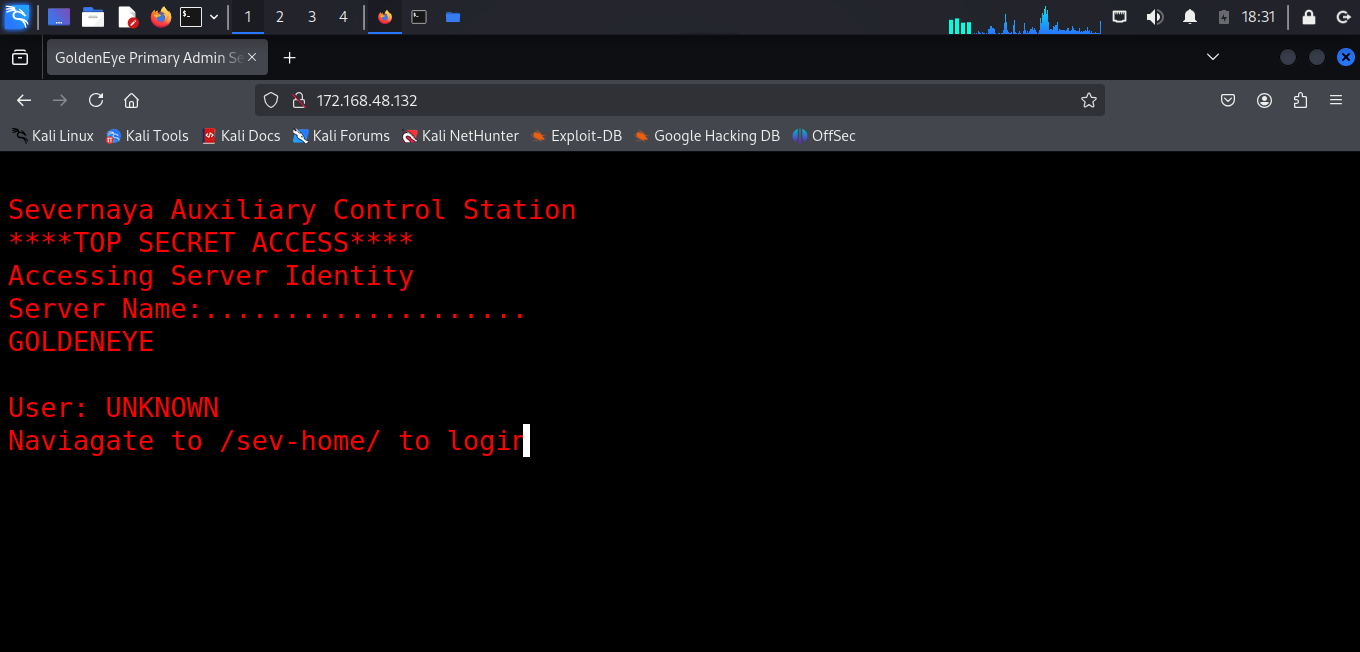 1 2 3 4 18:31
GoldenEye Primary Admin Se
172.168.48.132
Kali Linux Kali Tools Kali Docs Kali Forums Kali NetHunter Exploit-DB Google Hacking DB OffSec
Severnaya Auxiliary Control Station
****TOP SECRET ACCESS****
Accessing Server Identity
Server Name:....................
GOLDENEYE
User: UNKNOWN
Naviagate to /sev-home/ to login